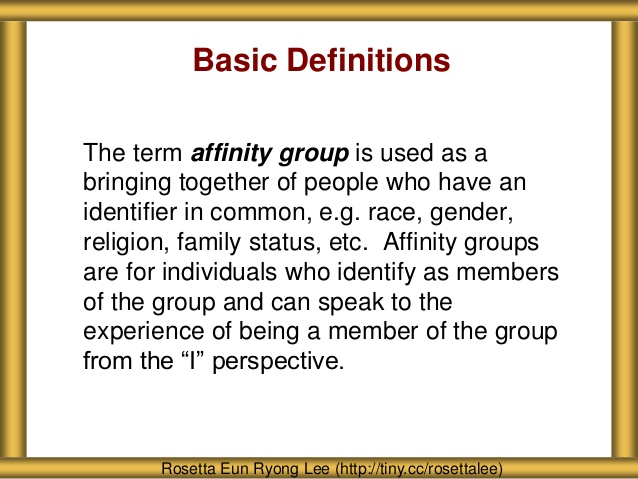 Basic Definitions
The term affinity group is used as a
bringing together of people who have an
identifier in common, e.g. race, gender,
religion, family status, etc.  Affinity groups
are for individuals who identify as members
of the group and can speak to the
experience of being a member of the group
from the “I” perspective.
Rosetta Eun Ryong Lee (http://tiny.cc/rosettalee)